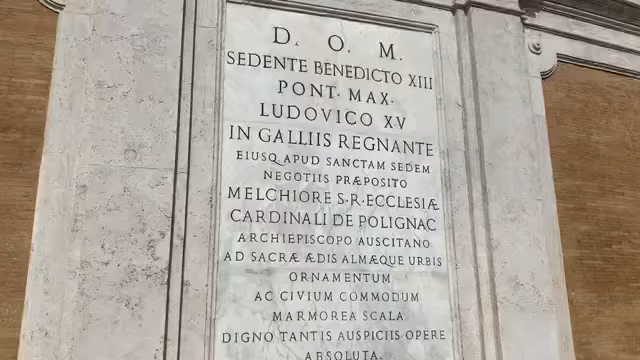 D. O. M.
SEDENTE BENEDICTO XIII
PONT. MAX.
LUDOVICO XV
IN GALLIIS REGNANTE
EIUSQ APUD SANCTAM SEDEM
NEGOTIIS PRÆPOSITO
MELCHIORE S. R. ECCLESIÆ
CARDINALI DE POLIGNAC
ARCHIEPISCOPO AUSCITANO
AD SACRÆ ÆDIS ALMÆQUE URBIS
ORNAMENTUM
AC CIVIUM COMMODUM
MARMOREA SCALA
DIGNO TANTIS AUSPICIIS OPERE
ABSOLUTA.